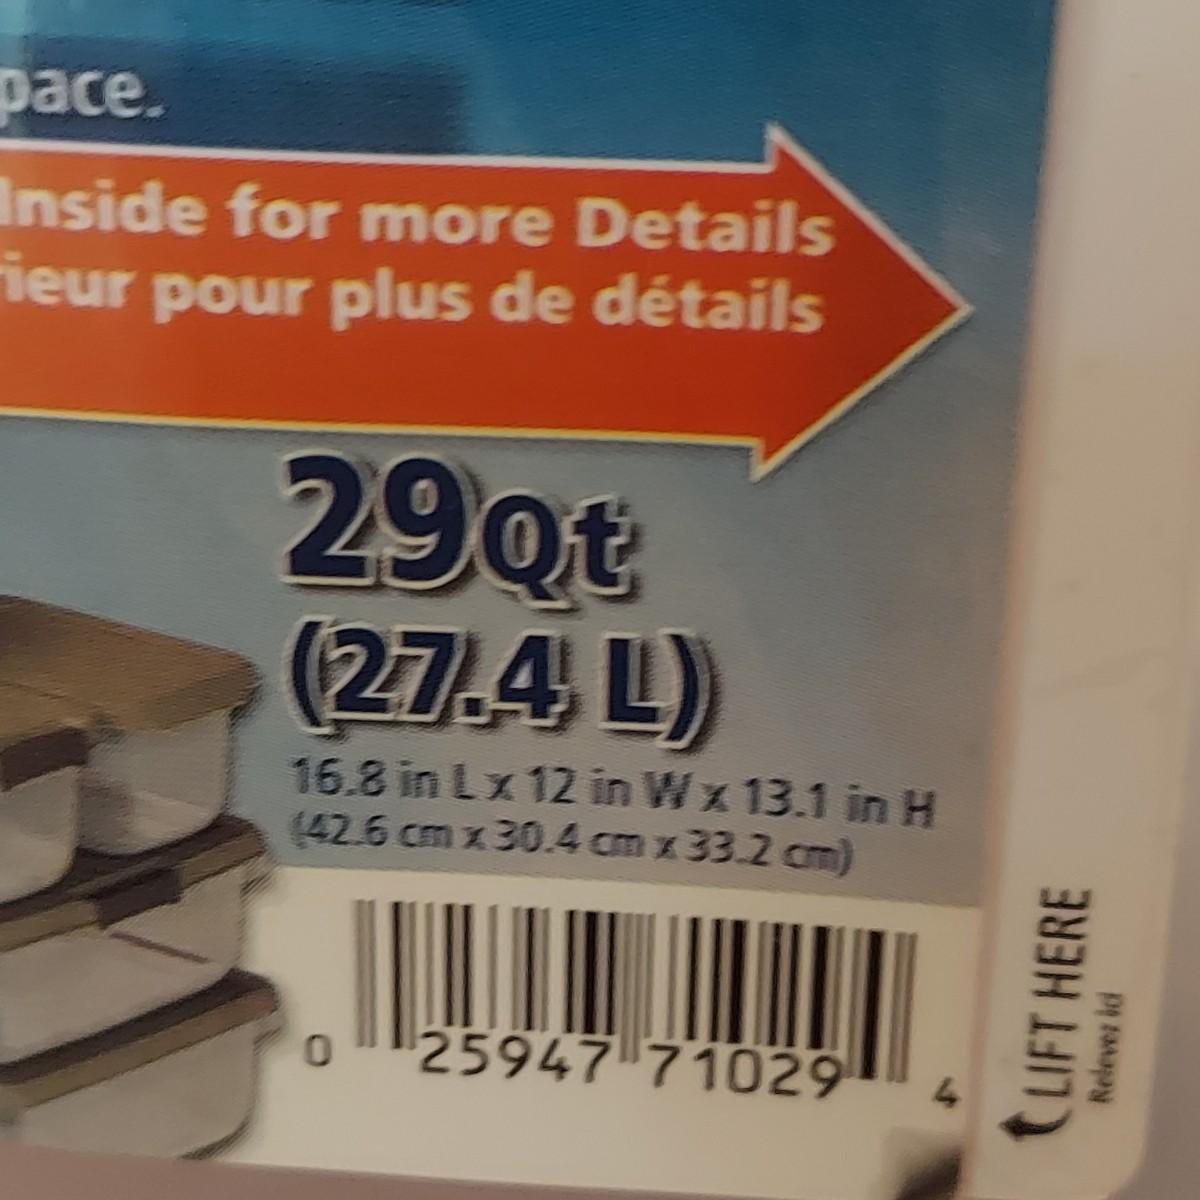 pace.
Inside for more Details
rieur pour plus de détails
29Qt
(27.4 L)
16.8 in L x 12 in W x 13.1 in H
(42.6 cm x 30.4 cm x 33.2 cm)
0 25947 71029 4
LIFT HERE
Relevez ici